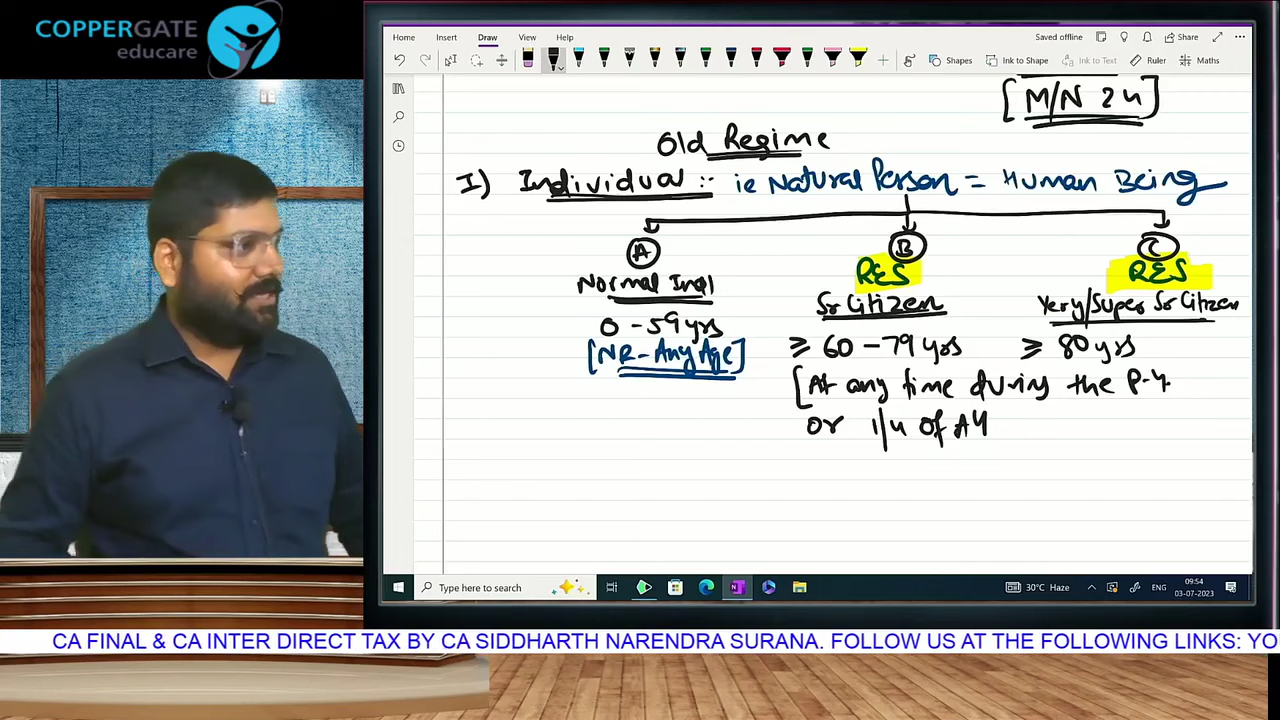 COPPERGATE
educare
Home Insert Draw View Help
Saved offline
Share
Shapes
Ink to Shape
Ink to Text
Ruler
Maths
[M/N 24]
Old Regime
I) Individual :- ie Natural Person = Human Being
A B C
RES RES
Normal Indl Sr Citizen Very/Super Sr Citizen
0 - 59 yrs ≥ 60 - 79 yrs ≥ 80 yrs
[NR - Any Age]
[At any time during the P.Y.
or 1/4 of AY
Type here to search
30°C Haze
ENG
09:54
03-07-2023
CA FINAL & CA INTER DIRECT TAX BY CA SIDDHARTH NARENDRA SURANA. FOLLOW US AT THE FOLLOWING LINKS: YO